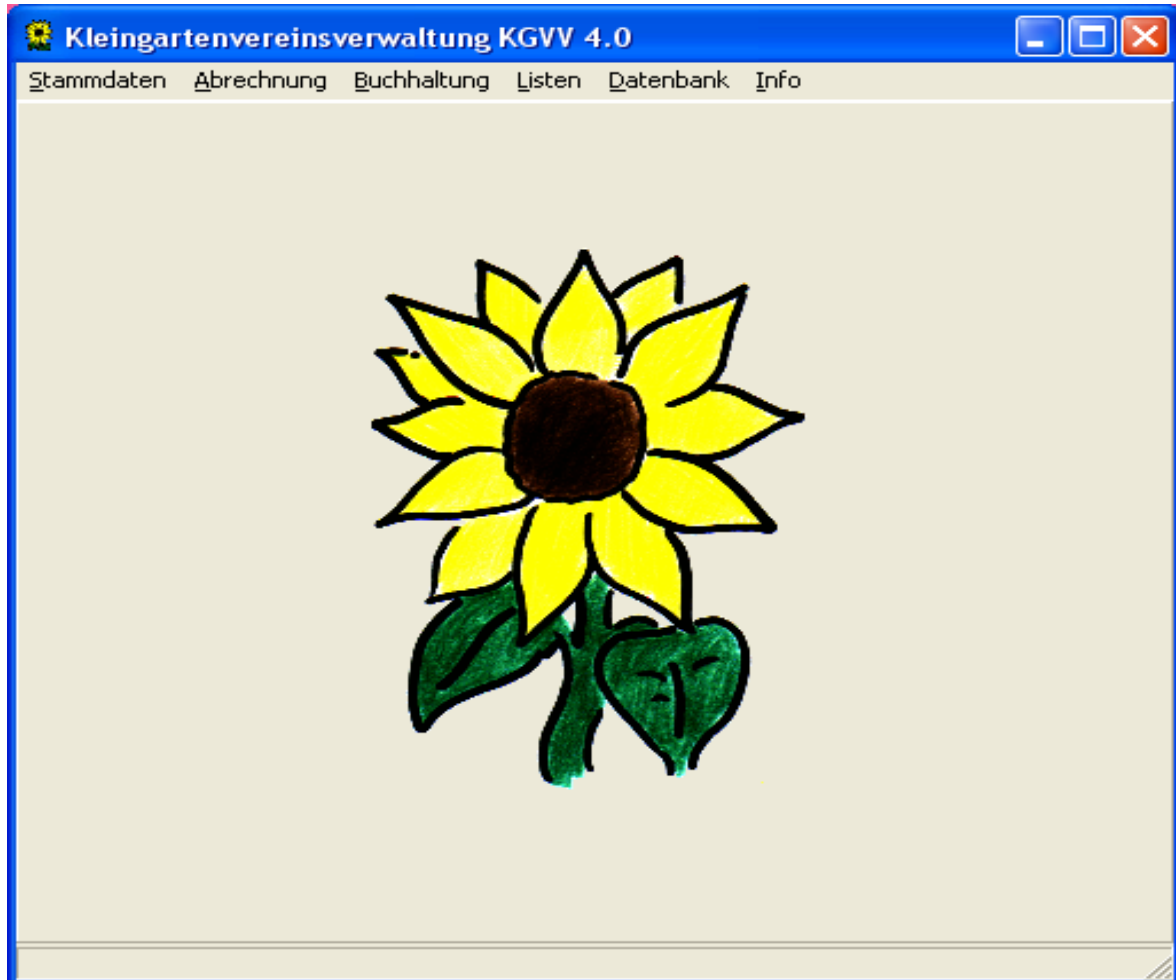 Kleingartenvereinsverwaltung KGVV 4.0
Stammdaten Abrechnung Buchhaltung Listen Datenbank Info